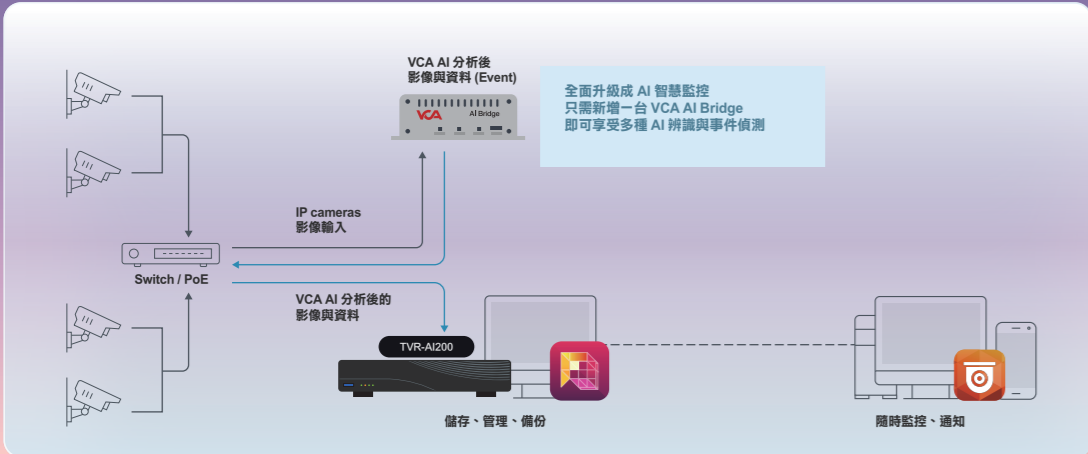 VCA AI 分析後
影像與資料 (Event)
VCA
AI Bridge
全面升級成 AI 智慧監控
只需新增一台 VCA AI Bridge
即可享受多種 AI 辨識與事件偵測
IP cameras
影像輸入
Switch / PoE
VCA AI 分析後的
影像與資料
TVR-AI200
儲存、管理、備份
隨時監控、通知